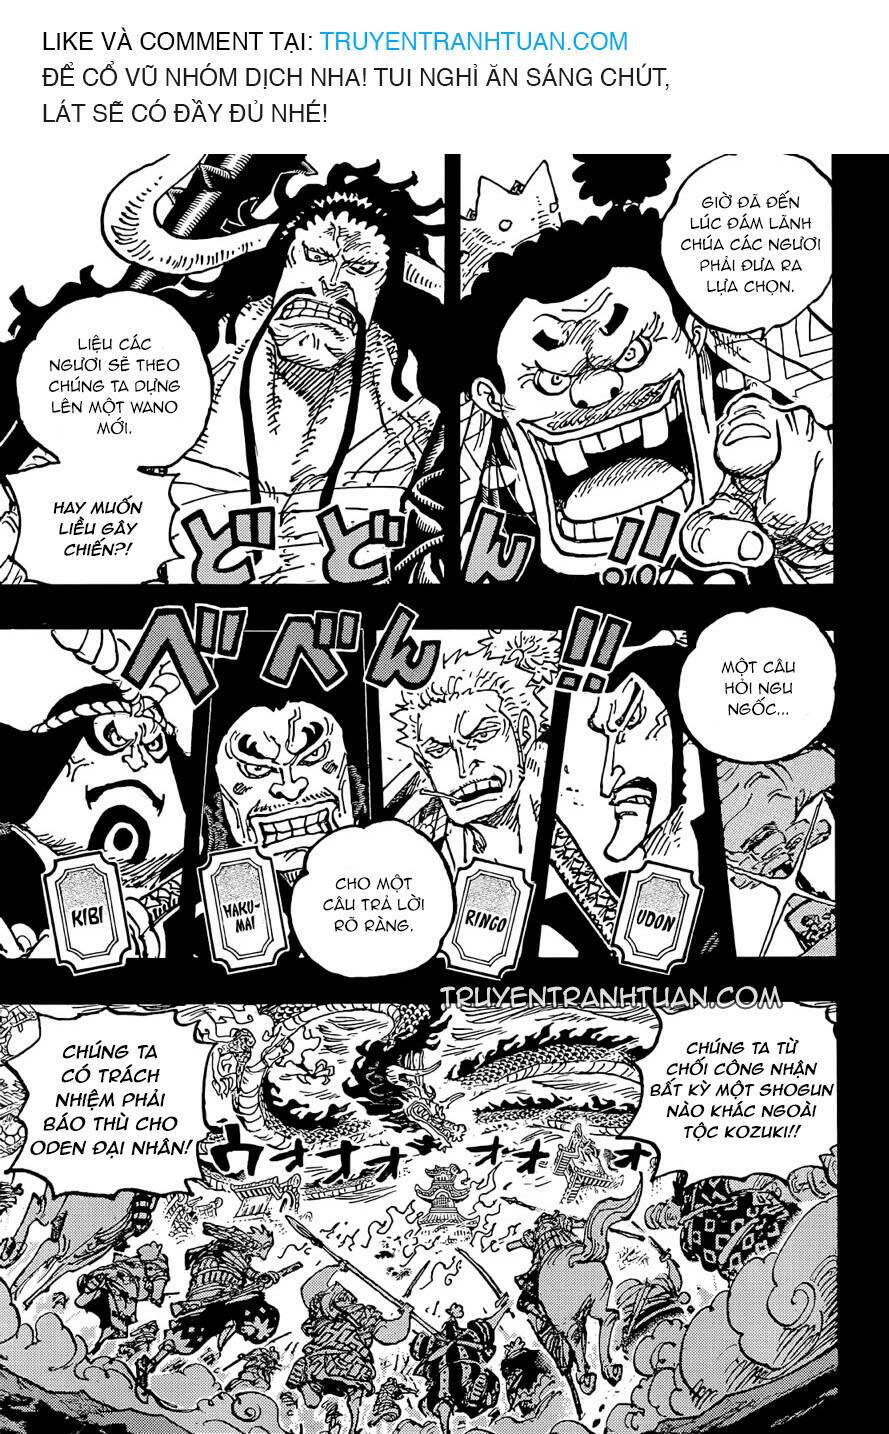 LIKE VÀ COMMENT TẠI: TRUYENTRANHTUAN.COM
ĐỂ CỔ VŨ NHÓM DỊCH NHA! TUI NGHỈ ĂN SÁNG CHÚT,
LÁT SẼ CÓ ĐẦY ĐỦ NHÉ!
GIỜ ĐÃ ĐẾN
LÚC ĐÁM LÃNH
CHÚA CÁC NGƯƠI
PHẢI ĐƯA RA
LỰA CHỌN.
LIỆU CÁC
NGƯƠI SẼ THEO
CHÚNG TA DỰNG
LÊN MỘT WANO
MỚI.
HAY MUỐN
LIỀU GÂY
CHIẾN?!
どどん!!
べべん!!
MỘT CÂU
HỎI NGU
NGỐC...
CHO MỘT
CÂU TRẢ LỜI
RÕ RÀNG.
KIBI
HAKU-
MAI
RINGO
UDON
TRUYENTRANHTUAN.COM
CHÚNG TA TỪ
CHỐI CÔNG NHẬN
BẤT KỲ MỘT SHOGUN
NÀO KHÁC NGOÀI
TỘC KOZUKI!!
CHÚNG TA
CÓ TRÁCH
NHIỆM PHẢI
BÁO THÙ CHO
ODEN ĐẠI NHÂN!
ウオオオオオオオ